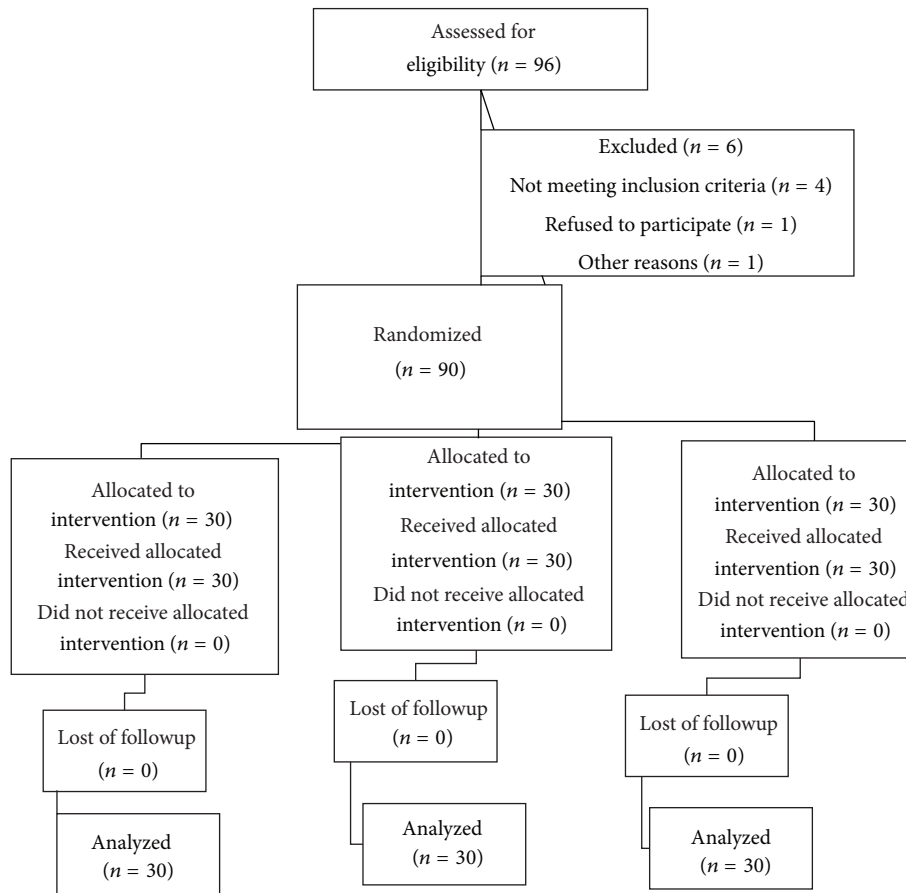 Assessed for
eligibility (n = 96)
Excluded (n = 6)
Not meeting inclusion criteria (n = 4)
Refused to participate (n = 1)
Other reasons (n = 1)
Randomized
(n = 90)
Allocated to
intervention (n = 30)
Received allocated
intervention (n = 30)
Did not receive allocated
intervention (n = 0)
Allocated to
intervention (n = 30)
Received allocated
intervention (n = 30)
Did not receive allocated
intervention (n = 0)
Allocated to
intervention (n = 30)
Received allocated
intervention (n = 30)
Did not receive allocated
intervention (n = 0)
Lost of followup
(n = 0)
Lost of followup
(n = 0)
Lost of followup
(n = 0)
Analyzed
(n = 30)
Analyzed
(n = 30)
Analyzed
(n = 30)